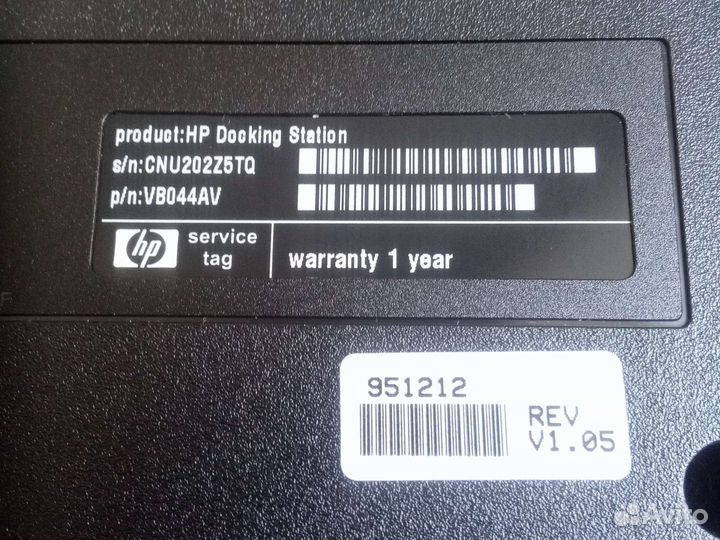 product:HP Docking Station
s/n:CNU202Z5TQ
p/n:VB044AV
hp
service
tag
warranty 1 year
F
951212
REV
V1.05
Avito